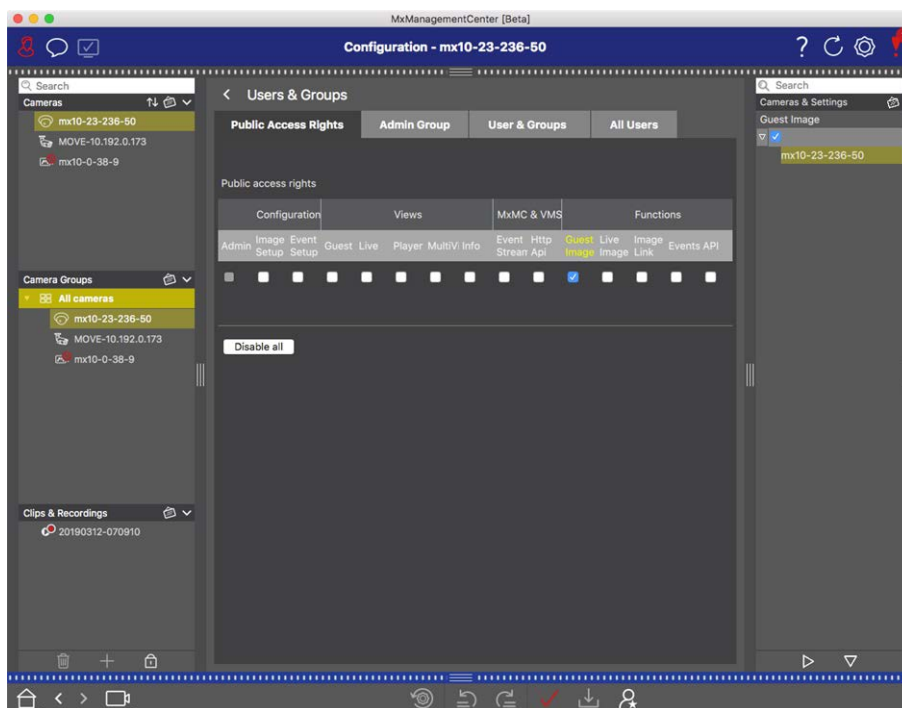 MxManagementCenter [Beta]
Configuration - mx10-23-236-50
Search
Cameras
mx10-23-236-50
MOVE-10.192.0.173
mx10-0-38-9
Camera Groups
All cameras
mx10-23-236-50
MOVE-10.192.0.173
mx10-0-38-9
Clips & Recordings
20190312-070910
Users & Groups
Public Access Rights Admin Group User & Groups All Users
Public access rights
Configuration Views MxMC & VMS Functions
Admin Image Setup Event Setup Guest Live Player MultiVi Info Event Stream Http Api Guest Image Live Image Image Link Events API
Disable all
Search
Cameras & Settings
Guest Image
mx10-23-236-50